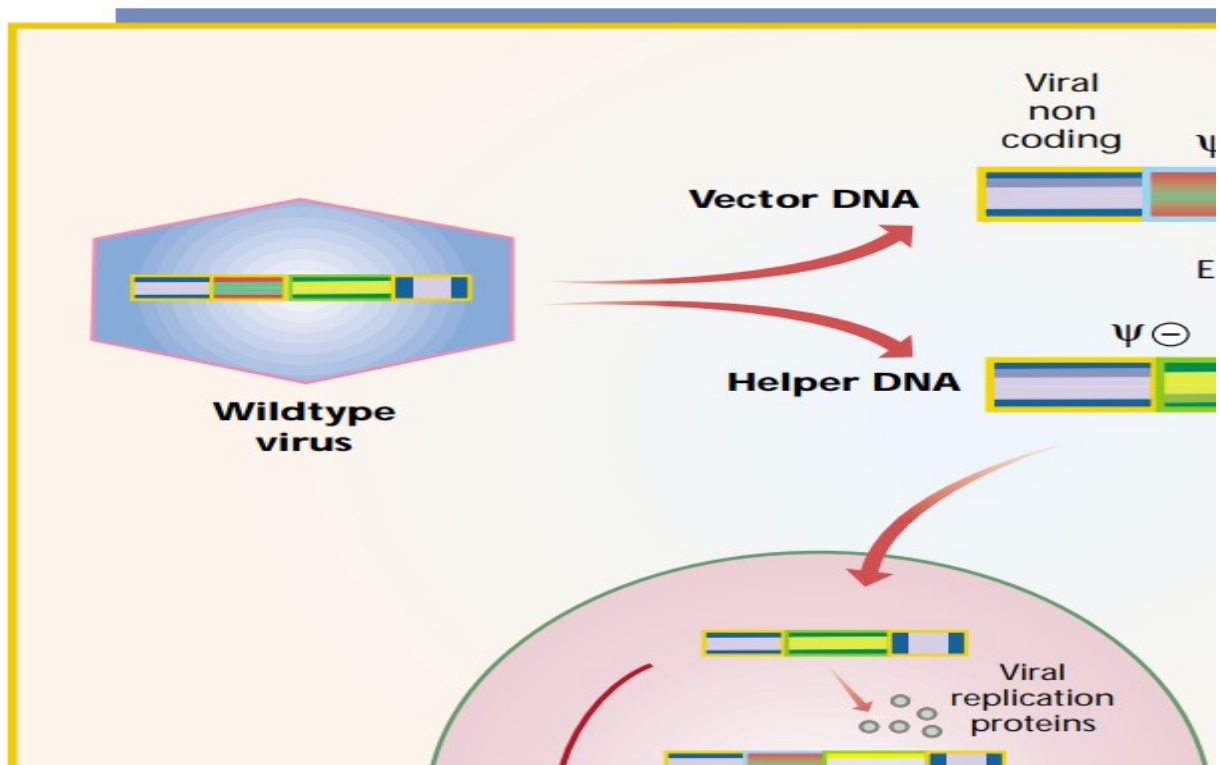 Viral
non
coding
ψ
Vector DNA
E
ψ ⊖
Helper DNA
Wildtype
virus
Viral
replication
proteins